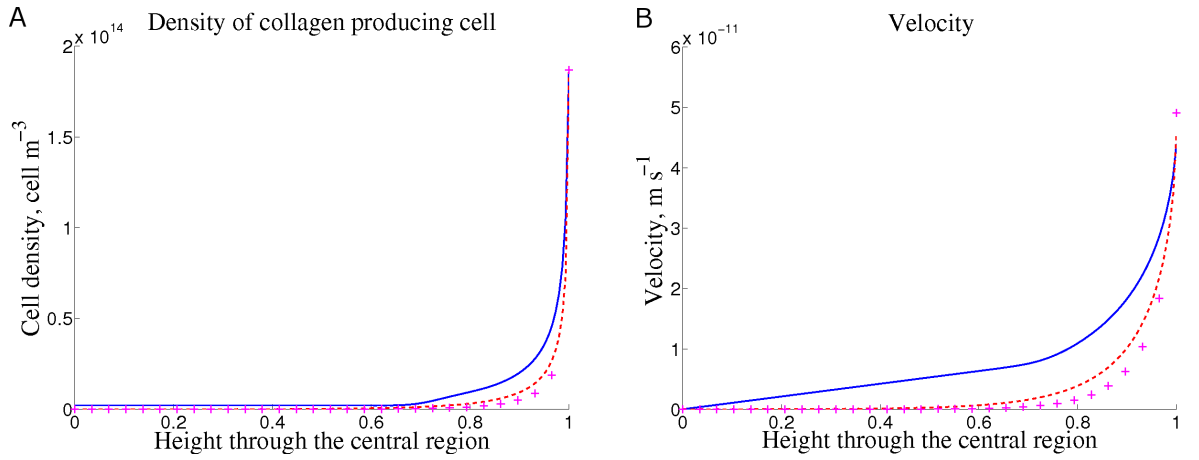 A
Density of collagen producing cell
x 10^14
2
1.5
1
0.5
0
Cell density, cell m^−3
0 0.2 0.4 0.6 0.8 1
Height through the central region
B
Velocity
x 10^−11
6
5
4
3
2
1
0
Velocity, m s^−1
0 0.2 0.4 0.6 0.8 1
Height through the central region